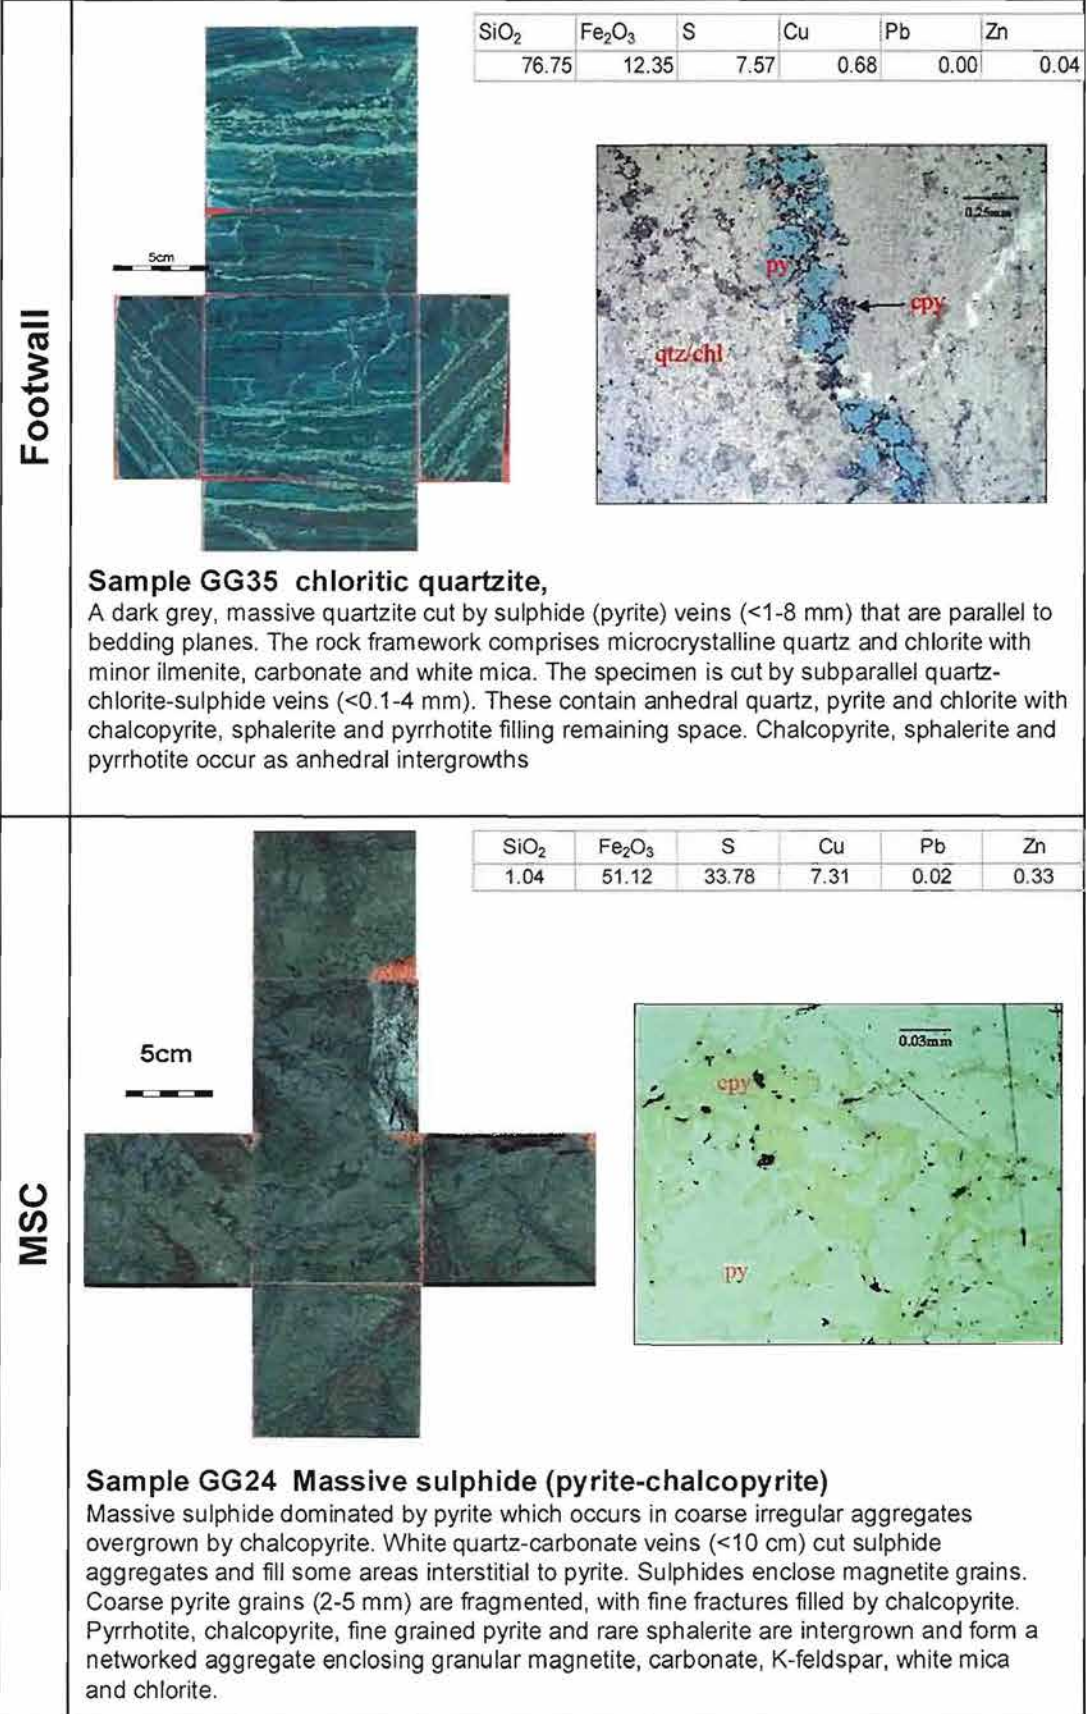 Footwall
SiO₂ Fe₂O₃ S Cu Pb Zn
76.75 12.35 7.57 0.68 0.00 0.04
5cm
0.25mm
py
cpy
qtz/chl
Sample GG35 chloritic quartzite,
A dark grey, massive quartzite cut by sulphide (pyrite) veins (<1-8 mm) that are parallel to
bedding planes. The rock framework comprises microcrystalline quartz and chlorite with
minor ilmenite, carbonate and white mica. The specimen is cut by subparallel quartz-
chlorite-sulphide veins (<0.1-4 mm). These contain anhedral quartz, pyrite and chlorite with
chalcopyrite, sphalerite and pyrrhotite filling remaining space. Chalcopyrite, sphalerite and
pyrrhotite occur as anhedral intergrowths
MSC
SiO₂ Fe₂O₃ S Cu Pb Zn
1.04 51.12 33.78 7.31 0.02 0.33
5cm
0.03mm
cpy
py
Sample GG24 Massive sulphide (pyrite-chalcopyrite)
Massive sulphide dominated by pyrite which occurs in coarse irregular aggregates
overgrown by chalcopyrite. White quartz-carbonate veins (<10 cm) cut sulphide
aggregates and fill some areas interstitial to pyrite. Sulphides enclose magnetite grains.
Coarse pyrite grains (2-5 mm) are fragmented, with fine fractures filled by chalcopyrite.
Pyrrhotite, chalcopyrite, fine grained pyrite and rare sphalerite are intergrown and form a
networked aggregate enclosing granular magnetite, carbonate, K-feldspar, white mica
and chlorite.